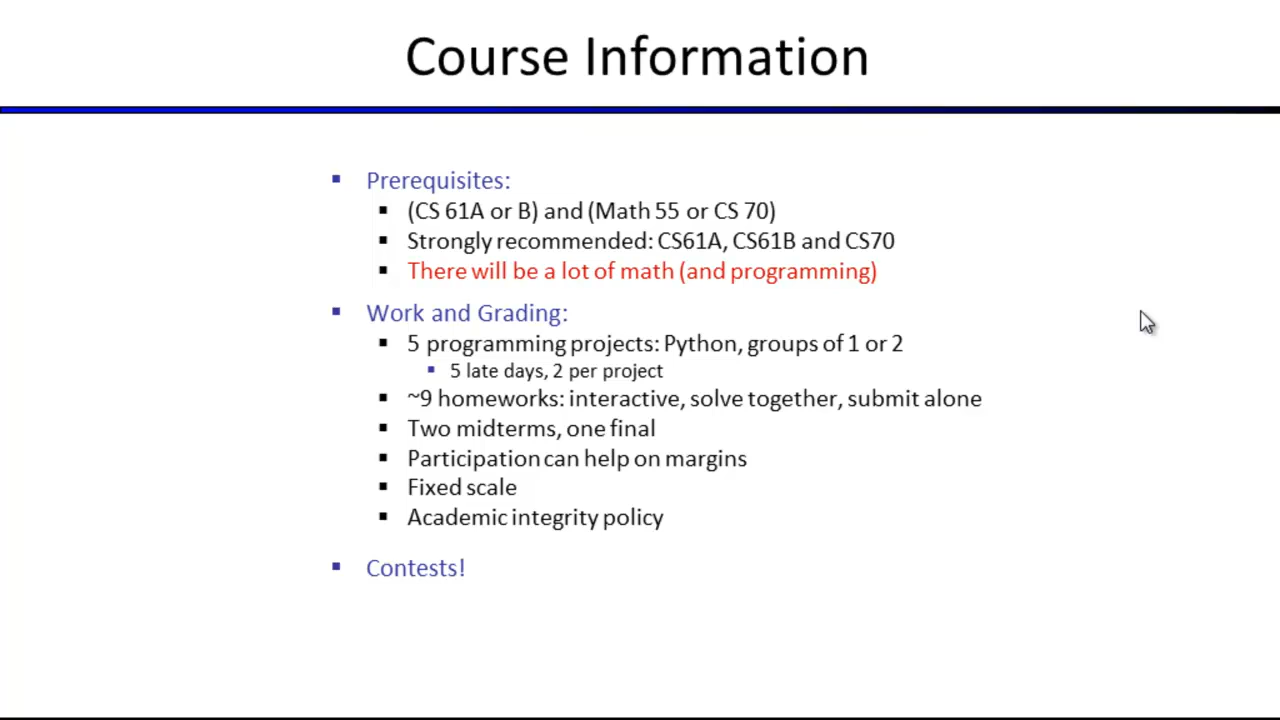 Course Information
Prerequisites:
(CS 61A or B) and (Math 55 or CS 70)
Strongly recommended: CS61A, CS61B and CS70
There will be a lot of math (and programming)
Work and Grading:
5 programming projects: Python, groups of 1 or 2
5 late days, 2 per project
~9 homeworks: interactive, solve together, submit alone
Two midterms, one final
Participation can help on margins
Fixed scale
Academic integrity policy
Contests!